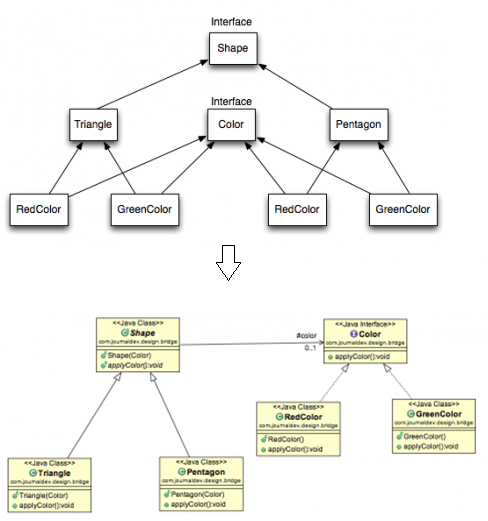 Interface
Shape
Interface
Triangle
Color
Pentagon
RedColor
GreenColor
RedColor
GreenColor
<<Java Class>>
Shape
com.journaldev.design.bridge
Shape(Color)
applyColor():void
#color
0..1
<<Java Interface>>
Color
com.journaldev.design.bridge
applyColor():void
<<Java Class>>
RedColor
com.journaldev.design.bridge
RedColor()
applyColor():void
<<Java Class>>
GreenColor
com.journaldev.design.bridge
GreenColor()
applyColor():void
<<Java Class>>
Triangle
com.journaldev.design.bridge
Triangle(Color)
applyColor():void
<<Java Class>>
Pentagon
com.journaldev.design.bridge
Pentagon(Color)
applyColor():void